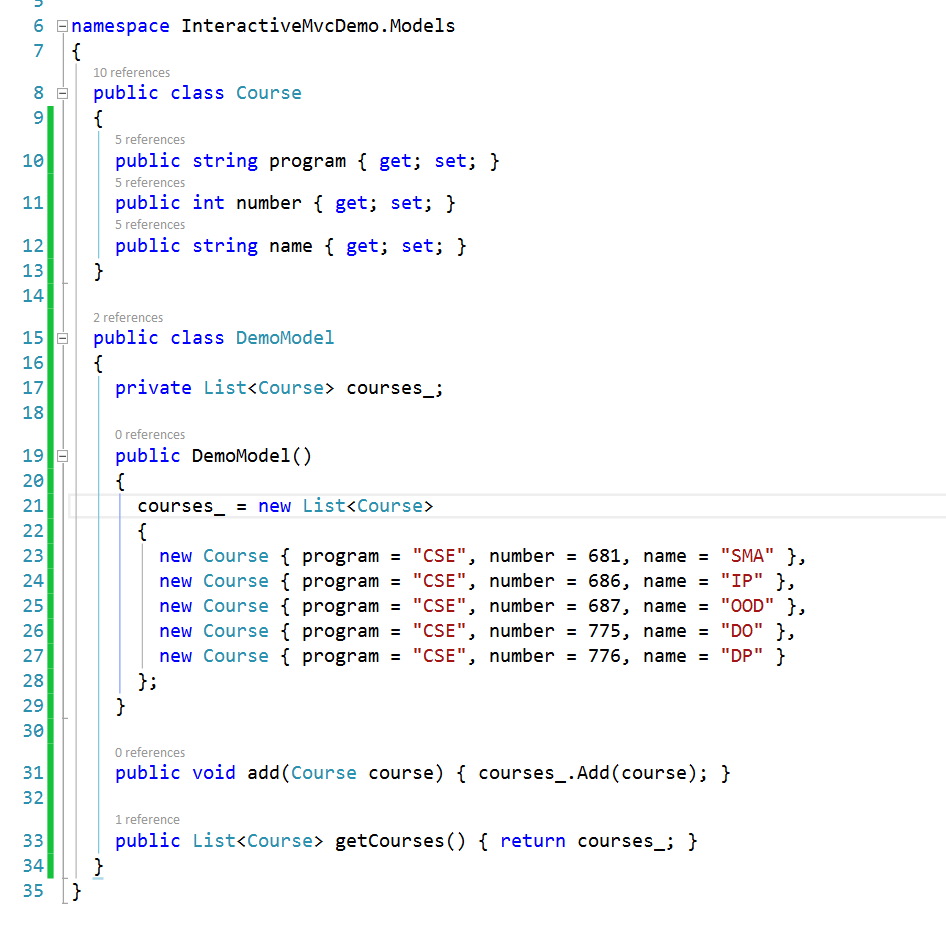 5
6 namespace InteractiveMvcDemo.Models
7 {
10 references
8 public class Course
9 {
5 references
10 public string program { get; set; }
5 references
11 public int number { get; set; }
5 references
12 public string name { get; set; }
13 }
14
2 references
15 public class DemoModel
16 {
17 private List<Course> courses_;
18
0 references
19 public DemoModel()
20 {
21 courses_ = new List<Course>
22 {
23 new Course { program = "CSE", number = 681, name = "SMA" },
24 new Course { program = "CSE", number = 686, name = "IP" },
25 new Course { program = "CSE", number = 687, name = "OOD" },
26 new Course { program = "CSE", number = 775, name = "DO" },
27 new Course { program = "CSE", number = 776, name = "DP" }
28 };
29 }
30
0 references
31 public void add(Course course) { courses_.Add(course); }
32
1 reference
33 public List<Course> getCourses() { return courses_; }
34 }
35 }